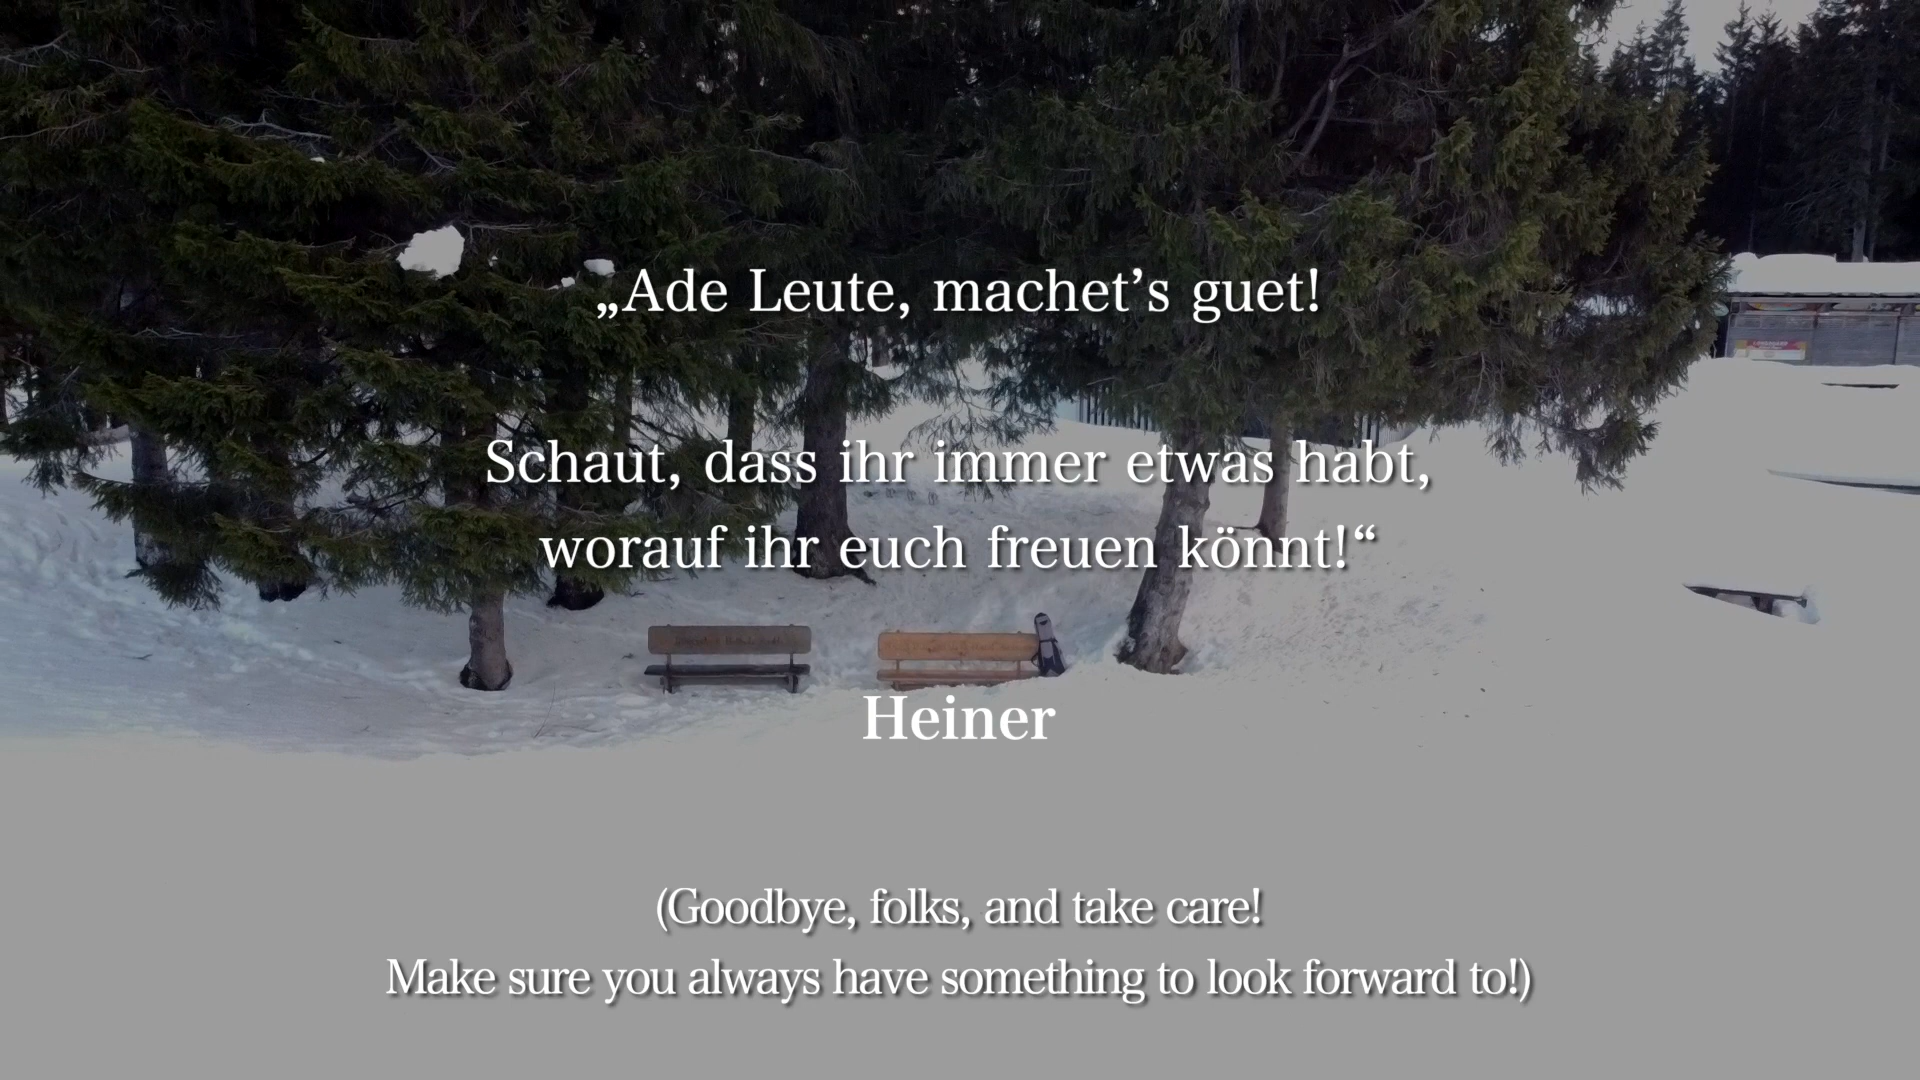 „Ade Leute, machet’s guet!
Schaut, dass ihr immer etwas habt,
worauf ihr euch freuen könnt!“
Heiner
(Goodbye, folks, and take care!
Make sure you always have something to look forward to!)